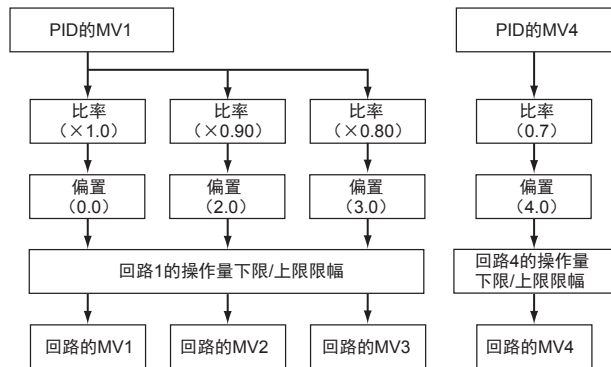 PID的MV1
PID的MV4
比率
（×1.0）
比率
（×0.90）
比率
（×0.80）
比率
（0.7）
偏置
（0.0）
偏置
（2.0）
偏置
（3.0）
偏置
（4.0）
回路1的操作量下限/上限限幅
回路4的操作量
下限/上限限幅
回路的MV1
回路的MV2
回路的MV3
回路的MV4